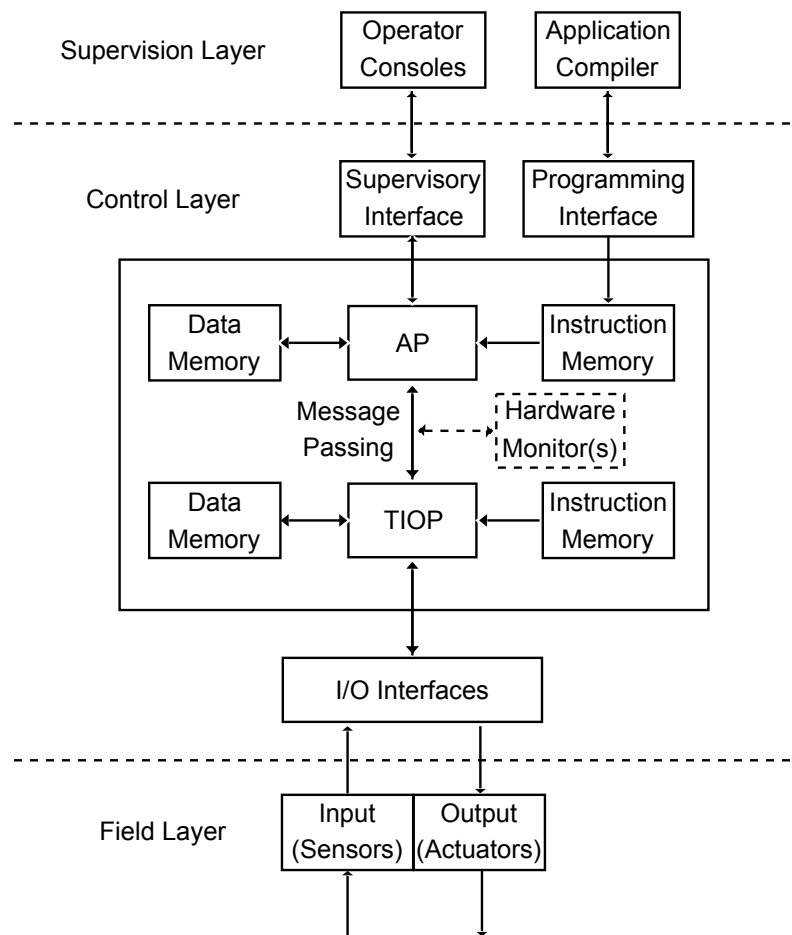 Supervision Layer
Operator
Consoles
Application
Compiler
Control Layer
Supervisory
Interface
Programming
Interface
Data
Memory
AP
Instruction
Memory
Message
Passing
Hardware
Monitor(s)
Data
Memory
TIOP
Instruction
Memory
I/O Interfaces
Field Layer
Input
(Sensors)
Output
(Actuators)